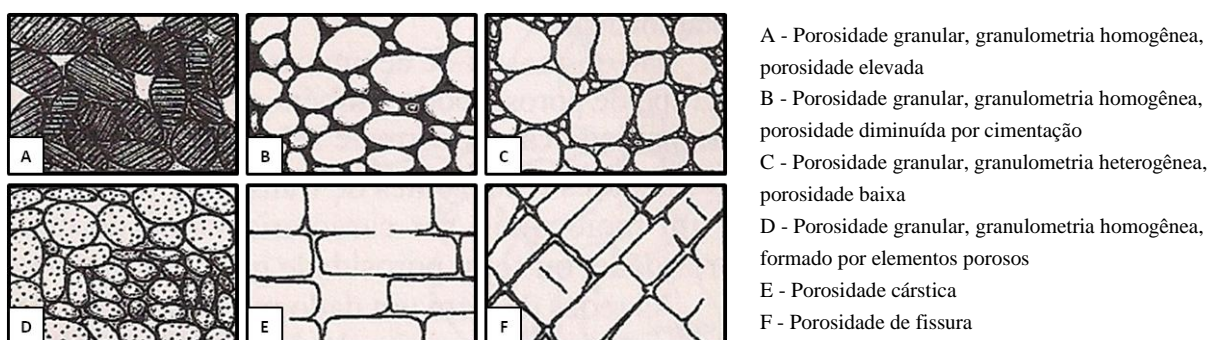 A
B
C
D
E
F
A - Porosidade granular, granulometria homogênea,
porosidade elevada
B - Porosidade granular, granulometria homogênea,
porosidade diminuída por cimentação
C - Porosidade granular, granulometria heterogênea,
porosidade baixa
D - Porosidade granular, granulometria homogênea,
formado por elementos porosos
E - Porosidade cárstica
F - Porosidade de fissura